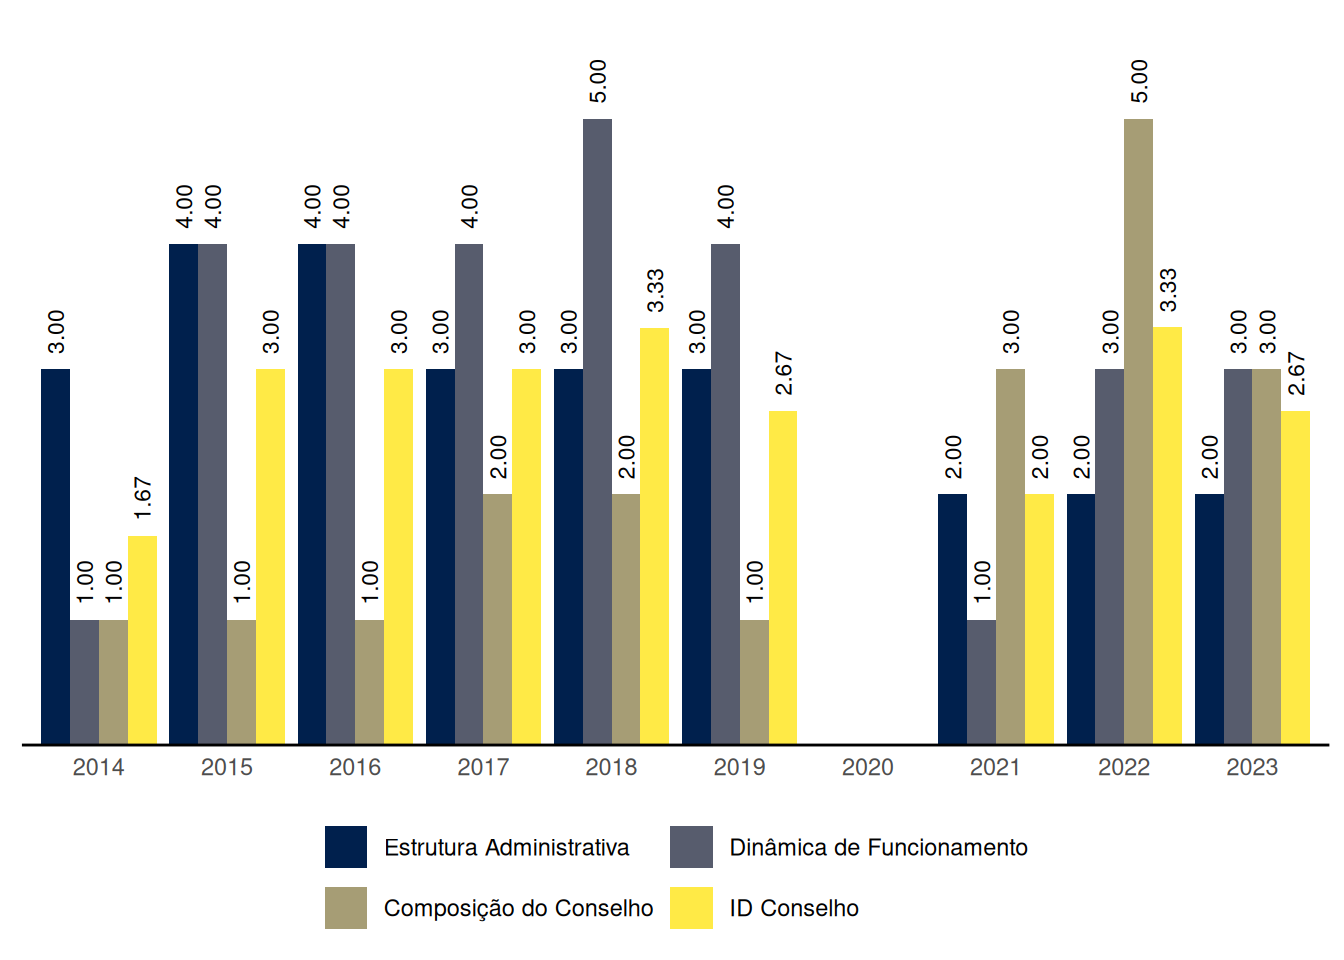 5.00 5.00
4.00 4.00 4.00 4.00 4.00 4.00
3.33 3.33
3.00 3.00 3.00 3.00 3.00 3.00 3.00 3.00 3.00 3.00 3.00
2.67 2.67
2.00 2.00 2.00 2.00 2.00 2.00
1.67
1.00 1.00 1.00 1.00 1.00 1.00
2014 2015 2016 2017 2018 2019 2020 2021 2022 2023
Estrutura Administrativa Dinâmica de Funcionamento
Composição do Conselho ID Conselho